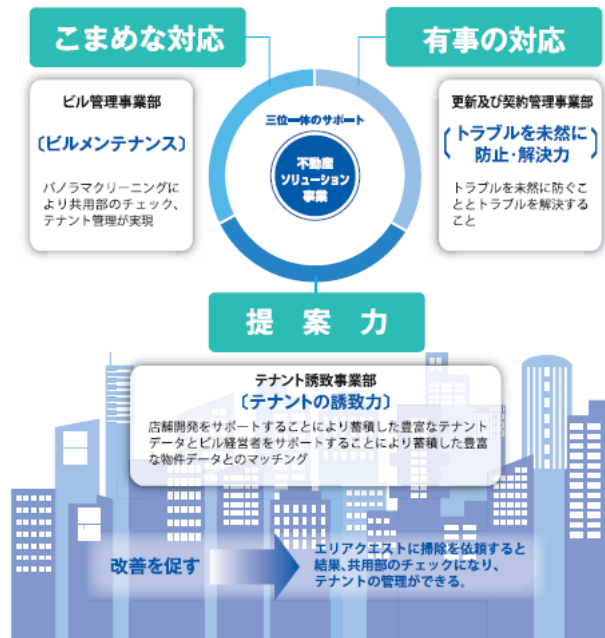 こまめな対応
有事の対応
ビル管理事業部
〔ビルメンテナンス〕
パノラマクリーニングに
より共用部のチェック、
テナント管理が実現
三位一体のサポート
不動産
ソリューション
事業
更新及び契約管理事業部
〔トラブルを未然に
防止・解決力〕
トラブルを未然に防ぐこ
ととトラブルを解決する
こと
提案力
テナント誘致事業部
〔テナントの誘致力〕
店舗開発をサポートすることにより蓄積した豊富なテナント
データとビル経営者をサポートすることにより蓄積した豊富
な物件データとのマッチング
改善を促す
エリアクエストに掃除を依頼すると
結果、共用部のチェックになり、
テナントの管理ができる。